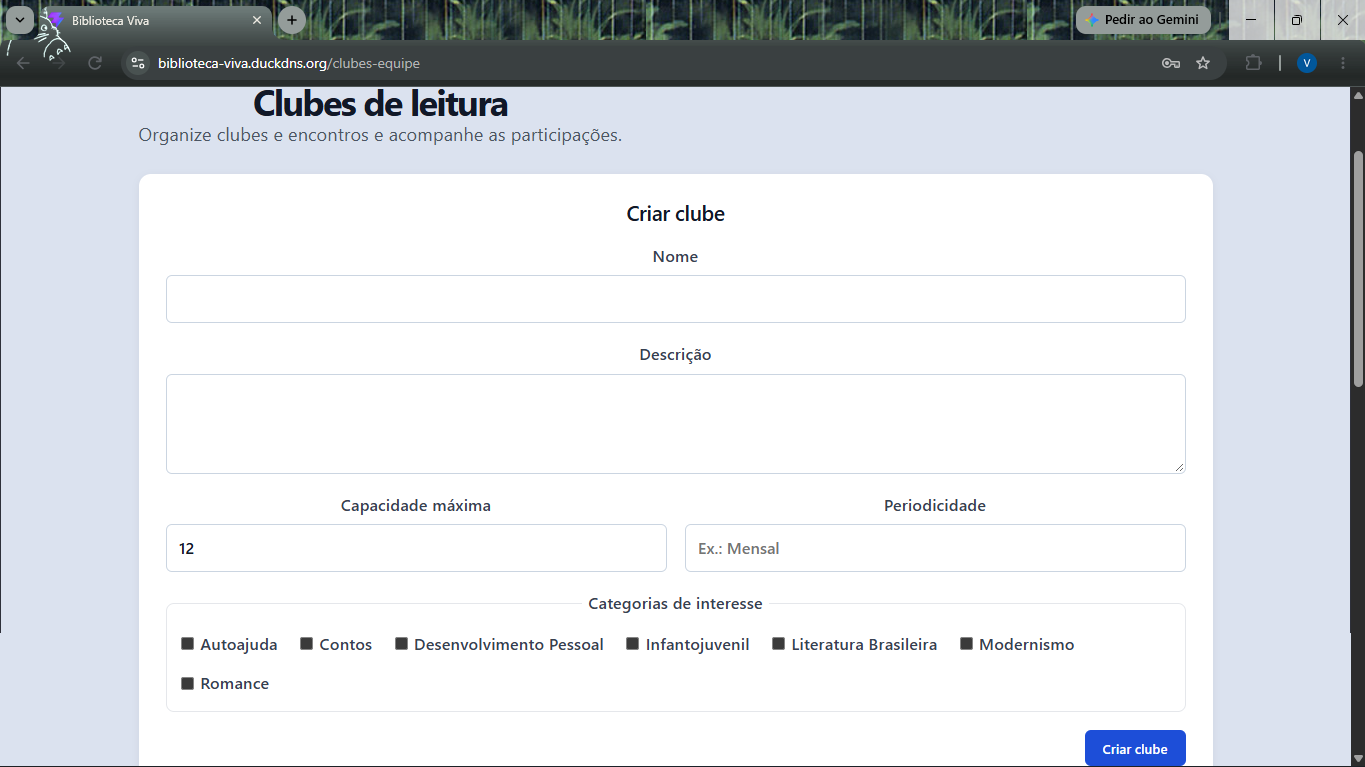 Biblioteca Viva
Pedir ao Gemini
biblioteca-viva.duckdns.org/clubes-equipe
V
Clubes de leitura
Organize clubes e encontros e acompanhe as participações.
Criar clube
Nome
Descrição
Capacidade máxima Periodicidade
12 Ex.: Mensal
Categorias de interesse
Autoajuda Contos Desenvolvimento Pessoal Infantojuvenil Literatura Brasileira Modernismo
Romance
Criar clube